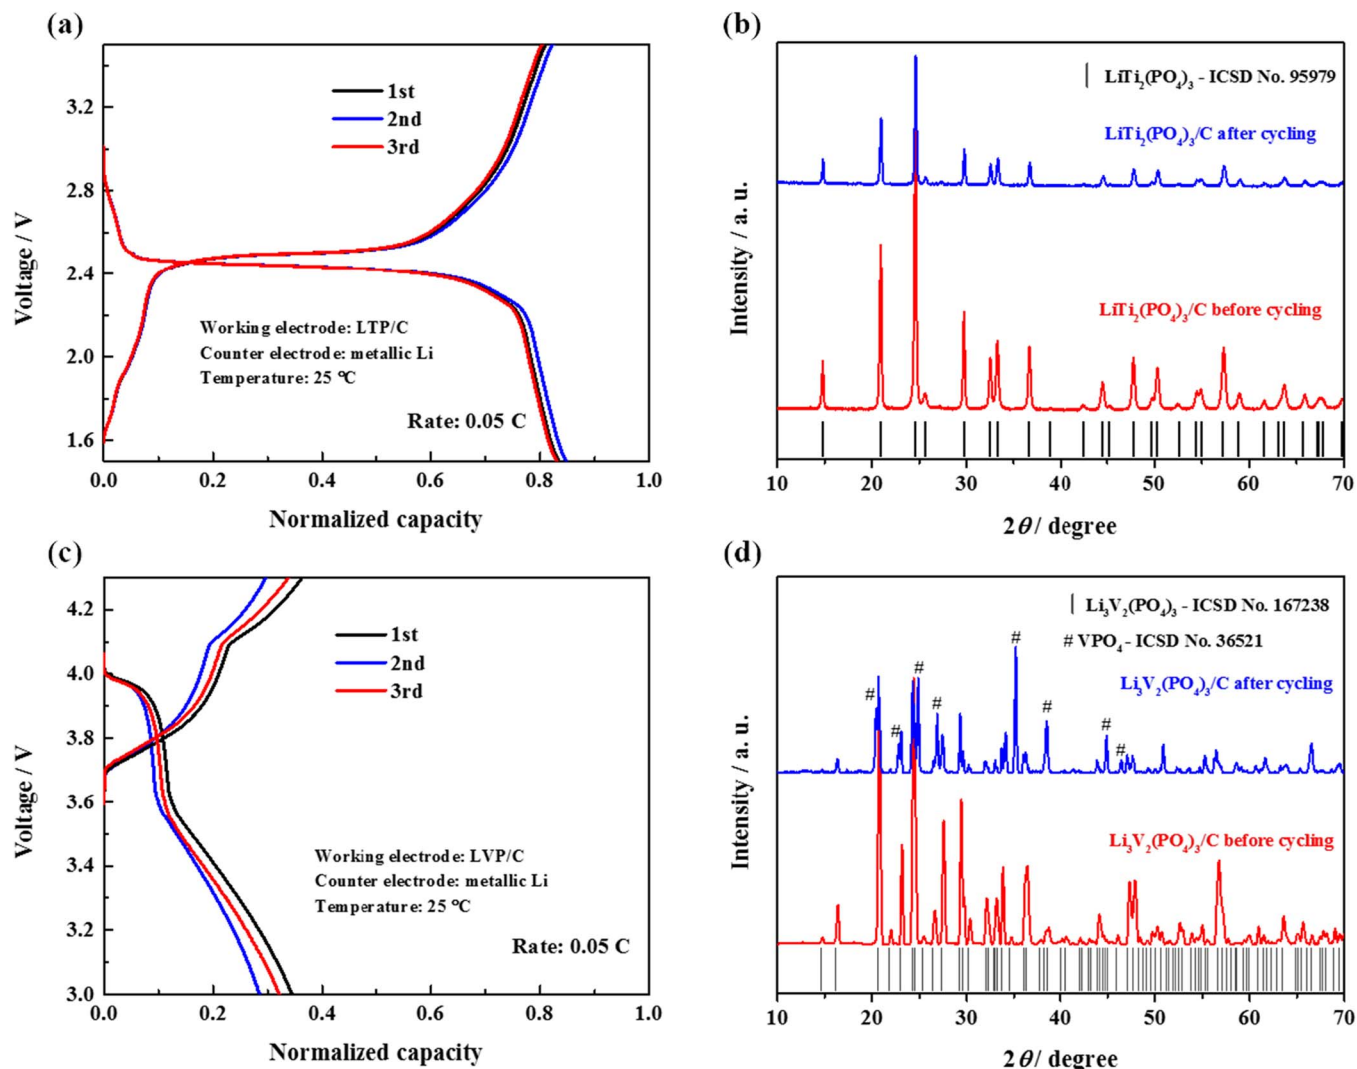 (a)
1st
2nd
3rd
Working electrode: LTP/C
Counter electrode: metallic Li
Temperature: 25 °C
Rate: 0.05 C
Voltage / V
3.2
2.8
2.4
2.0
1.6
0.0 0.2 0.4 0.6 0.8 1.0
Normalized capacity
(b)
LiTi₂(PO₄)₃ - ICSD No. 95979
LiTi₂(PO₄)₃/C after cycling
LiTi₂(PO₄)₃/C before cycling
Intensity / a. u.
10 20 30 40 50 60 70
2θ / degree
(c)
1st
2nd
3rd
Working electrode: LVP/C
Counter electrode: metallic Li
Temperature: 25 °C
Rate: 0.05 C
Voltage / V
4.2
4.0
3.8
3.6
3.4
3.2
3.0
0.0 0.2 0.4 0.6 0.8 1.0
Normalized capacity
(d)
Li₃V₂(PO₄)₃ - ICSD No. 167238
# VPO₄ - ICSD No. 36521
Li₃V₂(PO₄)₃/C after cycling
# # # # # # # #
Li₃V₂(PO₄)₃/C before cycling
Intensity / a. u.
10 20 30 40 50 60 70
2θ / degree